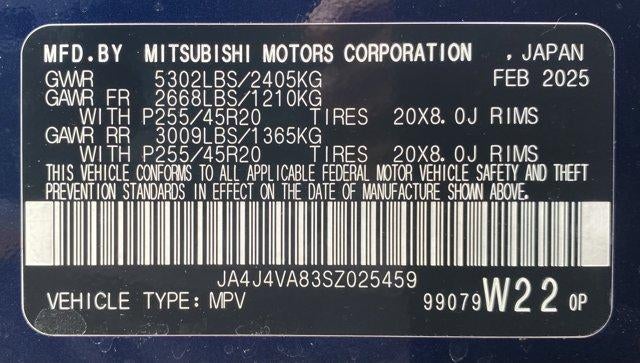 MFD.BY MITSUBISHI MOTORS CORPORATION , JAPAN
GVWR 5302LBS/2405KG FEB 2025
GAWR FR 2668LBS/1210KG
WITH P255/45R20 TIRES 20X8.0J RIMS
GAWR RR 3009LBS/1365KG
WITH P255/45R20 TIRES 20X8.0J RIMS
THIS VEHICLE CONFORMS TO ALL APPLICABLE FEDERAL MOTOR VEHICLE SAFETY AND THEFT
PREVENTION STANDARDS IN EFFECT ON THE DATE OF MANUFACTURE SHOWN ABOVE.
JA4J4VA83SZ025459
VEHICLE TYPE: MPV 99079 W22 0P